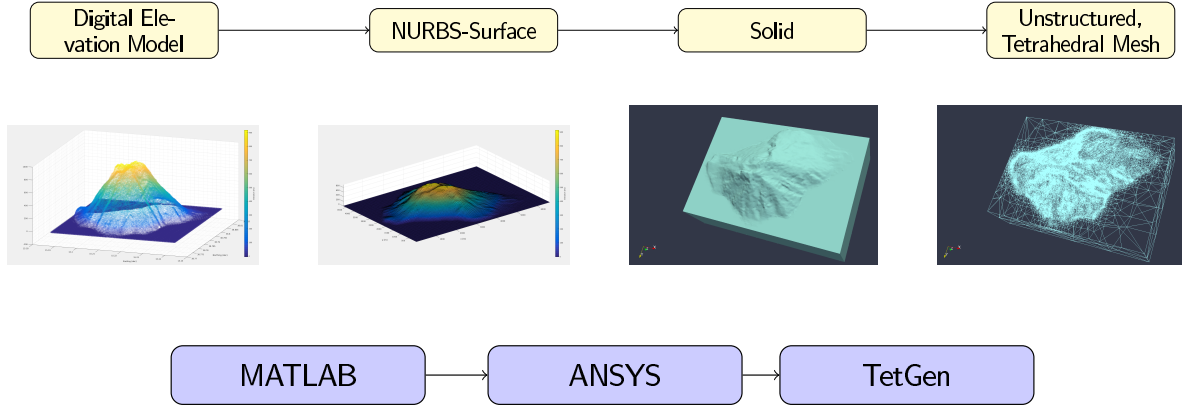 Digital Ele-
vation Model
NURBS-Surface
Solid
Unstructured,
Tetrahedral Mesh
MATLAB
ANSYS
TetGen